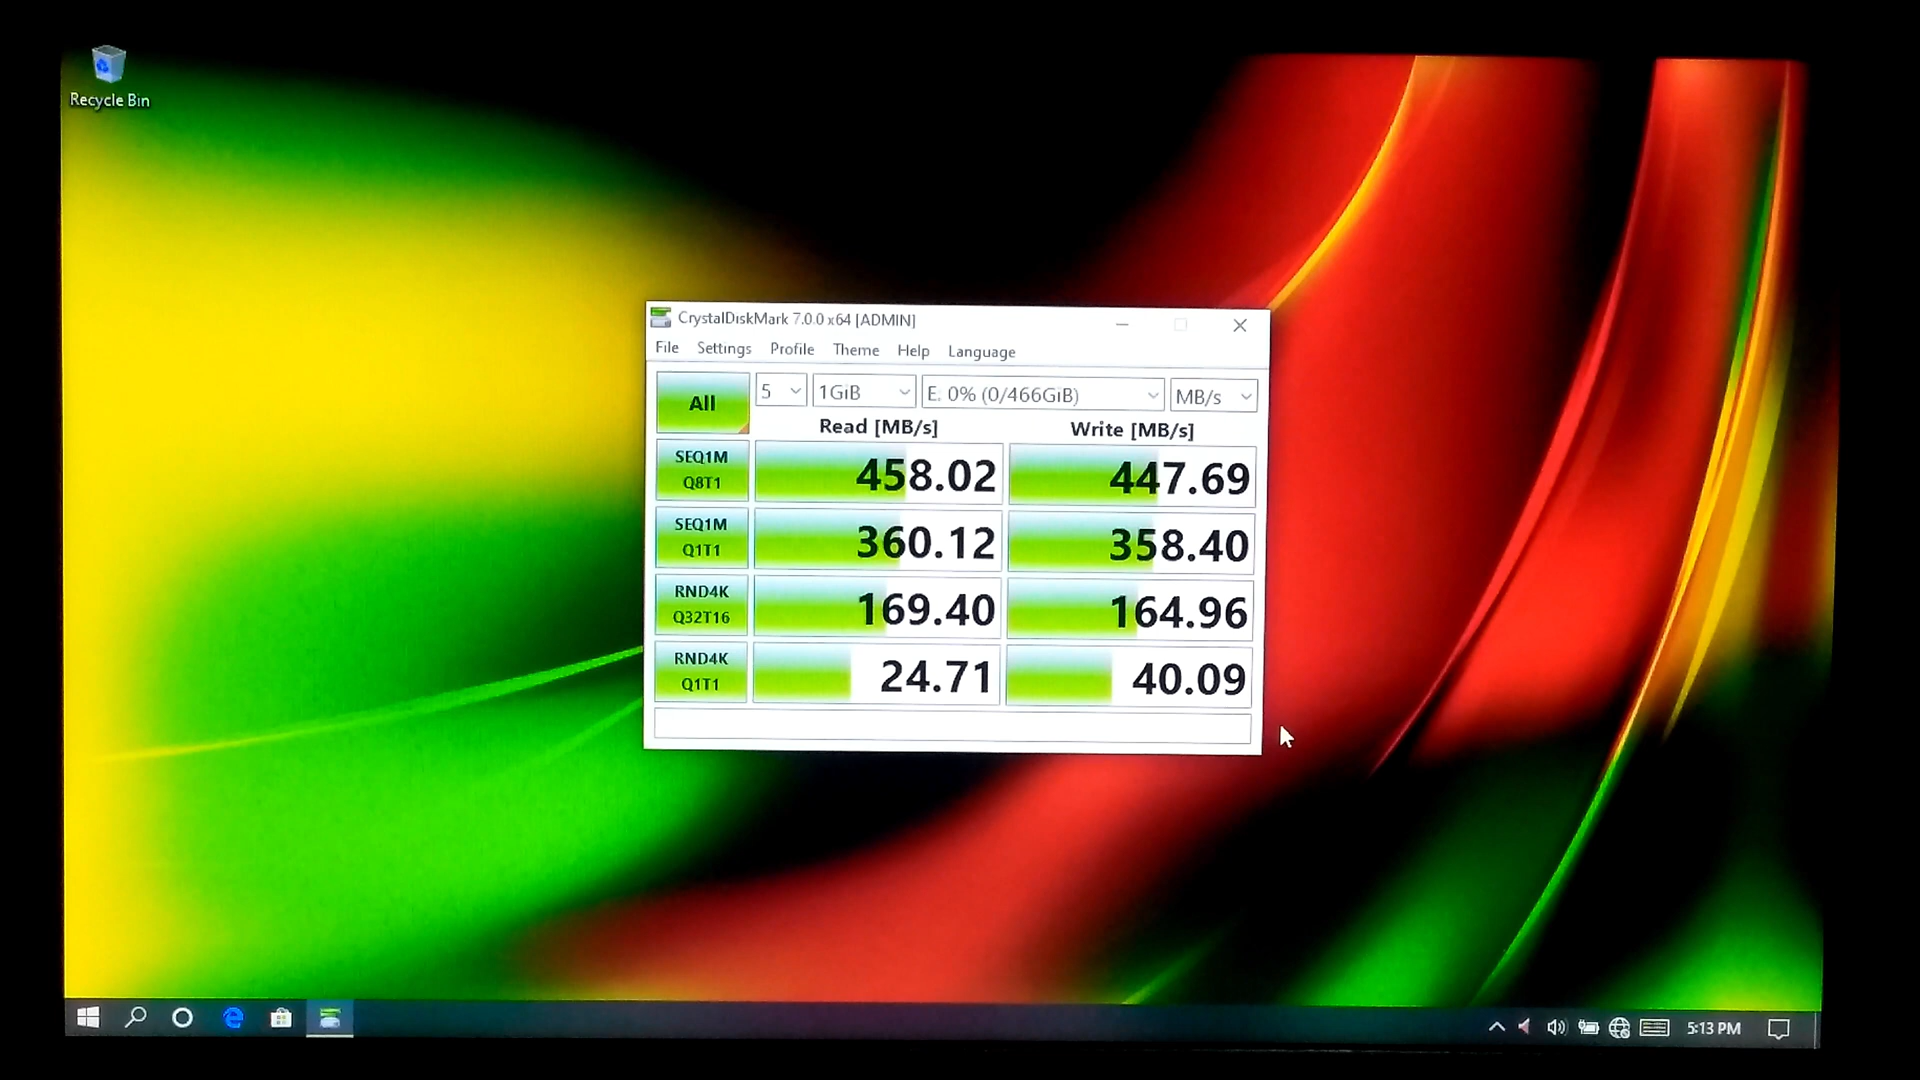 Recycle Bin
CrystalDiskMark 7.0.0 x64 [ADMIN]
File Settings Profile Theme Help Language
All 5 1GiB E: 0% (0/466GiB) MB/s
Read [MB/s] Write [MB/s]
SEQ1M
Q8T1 458.02 447.69
SEQ1M
Q1T1 360.12 358.40
RND4K
Q32T16 169.40 164.96
RND4K
Q1T1 24.71 40.09
5:13 PM